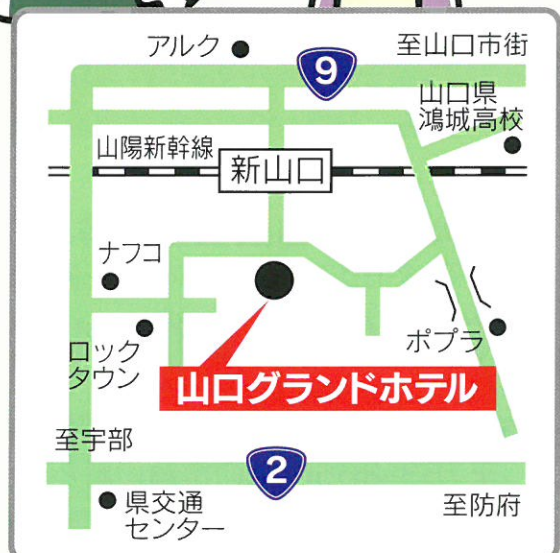 アルク
9
至山口市街
山口県
鴻城高校
山陽新幹線
新山口
ナフコ
ロック
タウン
ポプラ
山口グランドホテル
至宇部
2
県交通
センター
至防府